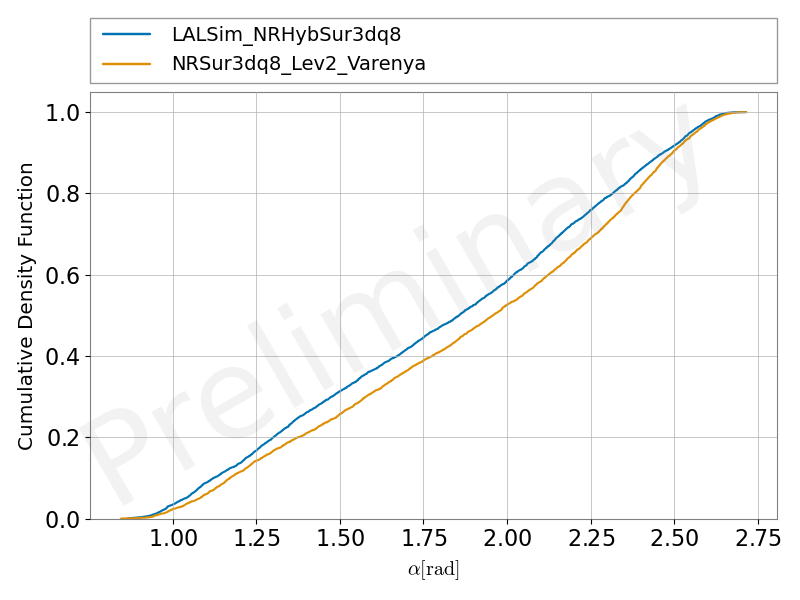 LALSim_NRHybSur3dq8
NRSur3dq8_Lev2_Varenya
Preliminary
Cumulative Density Function
1.0
0.8
0.6
0.4
0.2
0.0
1.00 1.25 1.50 1.75 2.00 2.25 2.50 2.75
α[rad]